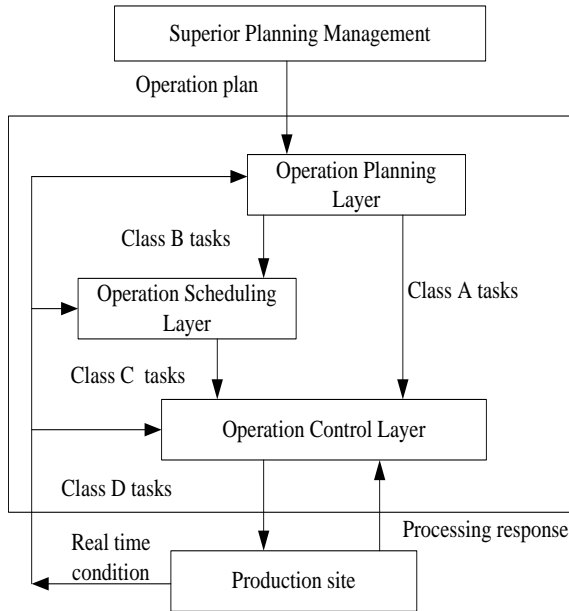 Superior Planning Management
Operation plan
Operation Planning
Layer
Class B tasks
Class A tasks
Operation Scheduling
Layer
Class C tasks
Operation Control Layer
Class D tasks
Processing response
Real time
condition
Production site